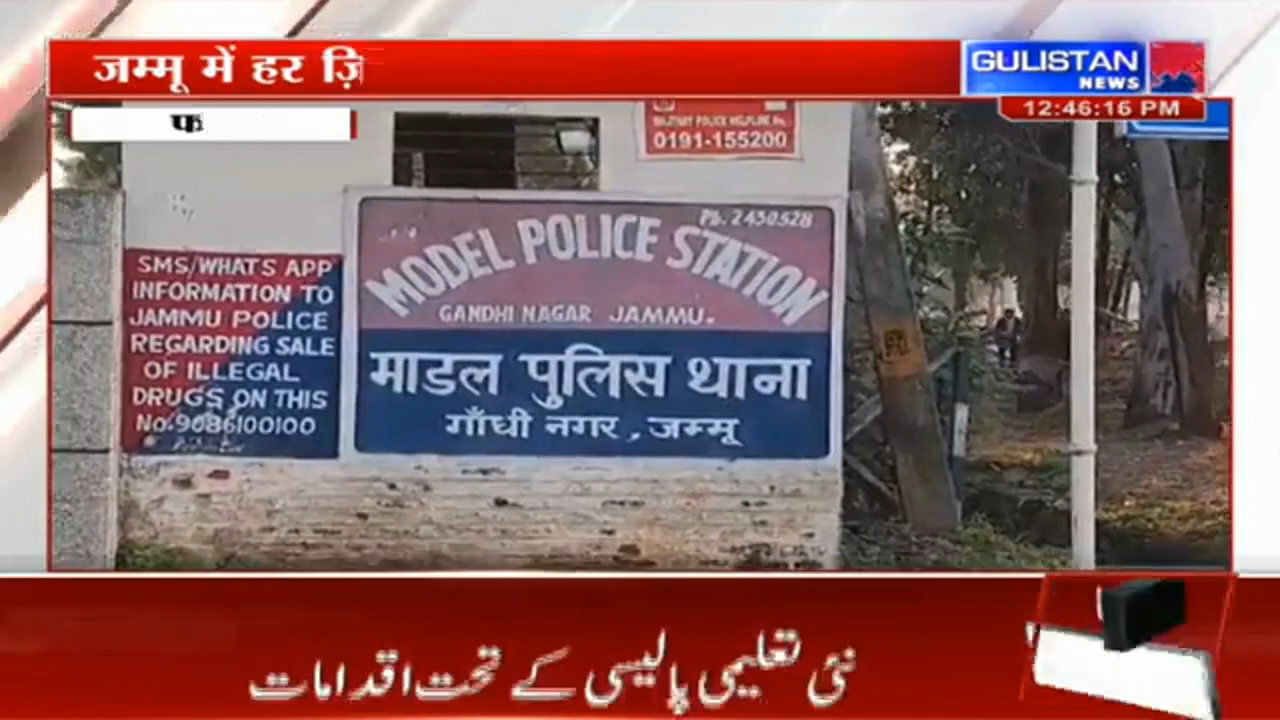 जम्मू में हर ज़ि
GULISTAN
NEWS
12:46:16 PM
फ
0191-155200
Ph. 2430528
MODEL POLICE STATION
GANDHI NAGAR JAMMU.
माडल पुलिस थाना
गाँधी नगर, जम्मू
SMS/WHATS APP
INFORMATION TO
JAMMU POLICE
REGARDING SALE
OF ILLEGAL
DRUGS ON THIS
No.9086100100
نئی تعلیمی پالیسی کے تحت اقدامات